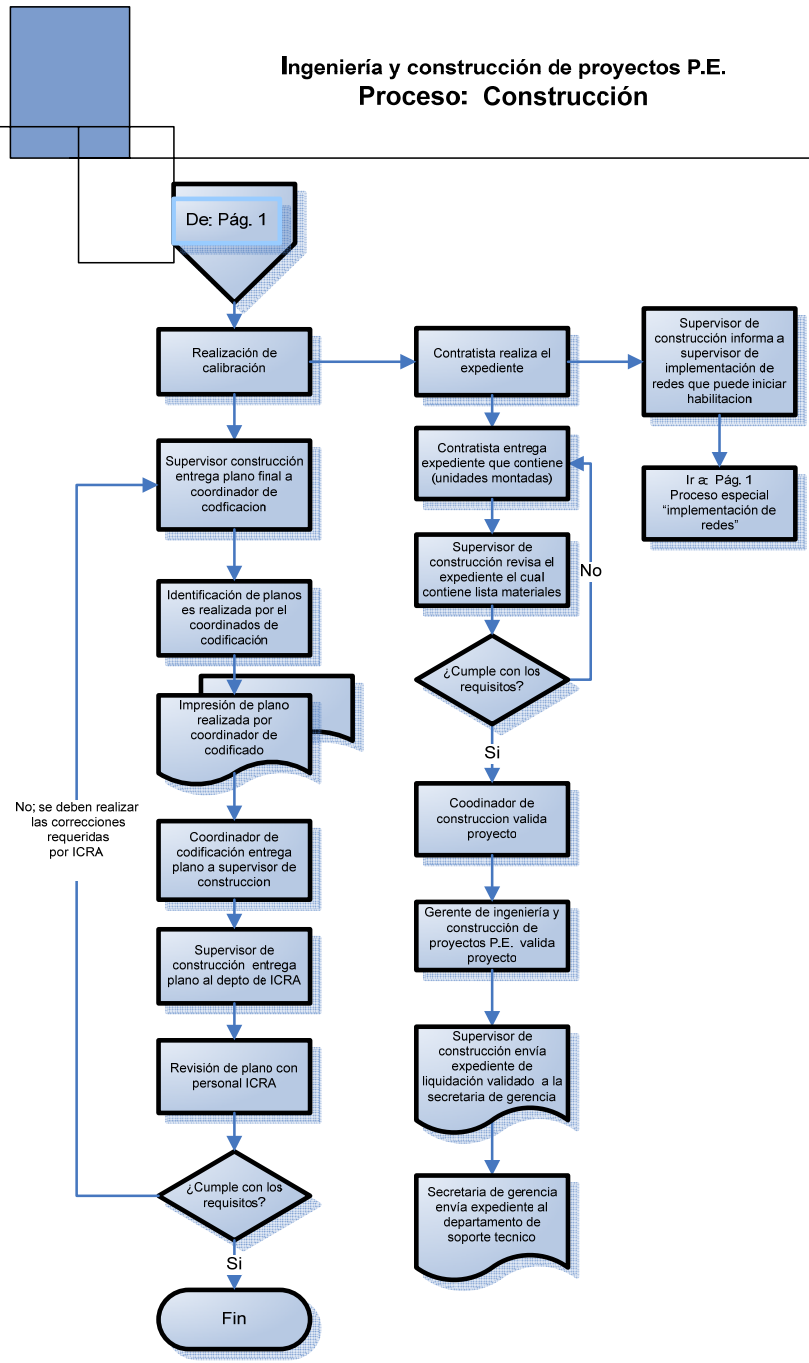 Ingeniería y construcción de proyectos P.E.
Proceso: Construcción
De: Pág. 1
Realización de
calibración
Supervisor construcción
entrega plano final a
coordinador de
codficacion
Identificación de planos
es realizada por el
coordinados de
codificación
Impresión de plano
realizada por
coordinador de
codificado
No; se deben realizar
las correcciones
requeridas
por ICRA
Coordinador de
codificación entrega
plano a supervisor de
construccion
Supervisor de
construcción entrega
plano al depto de ICRA
Revisión de plano con
personal ICRA
¿Cumple con los
requisitos?
Si
Fin
Contratista realiza el
expediente
Contratista entrega
expediente que contiene
(unidades montadas)
Supervisor de
construcción revisa el
expediente el cual
contiene lista materiales
No
¿Cumple con los
requisitos?
Si
Coodinador de
construccion valida
proyecto
Gerente de ingeniería y
construcción de
proyectos P.E. valida
proyecto
Supervisor de
construcción envía
expediente de
liquidación validado a la
secretaria de gerencia
Secretaria de gerencia
envía expediente al
departamento de
soporte tecnico
Supervisor de
construcción informa a
supervisor de
implementación de
redes que puede iniciar
habilitacion
Ir a: Pág. 1
Proceso especial
“implementación de
redes”